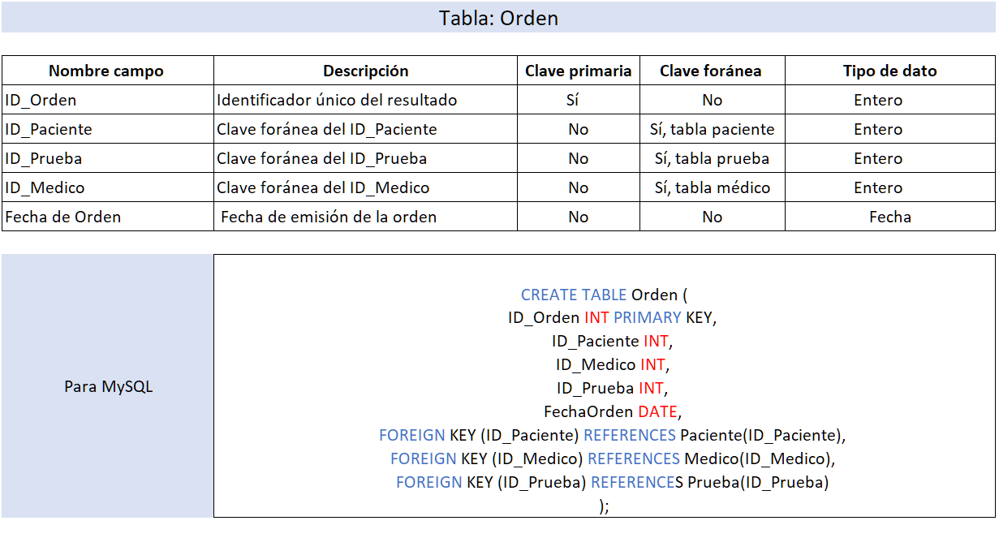 Tabla: Orden
Nombre campo Descripción Clave primaria Clave foránea Tipo de dato
ID_Orden Identificador único del resultado Sí No Entero
ID_Paciente Clave foránea del ID_Paciente No Sí, tabla paciente Entero
ID_Prueba Clave foránea del ID_Prueba No Sí, tabla prueba Entero
ID_Medico Clave foránea del ID_Medico No Sí, tabla médico Entero
Fecha de Orden Fecha de emisión de la orden No No Fecha
Para MySQL
CREATE TABLE Orden (
ID_Orden INT PRIMARY KEY,
ID_Paciente INT,
ID_Medico INT,
ID_Prueba INT,
FechaOrden DATE,
FOREIGN KEY (ID_Paciente) REFERENCES Paciente(ID_Paciente),
FOREIGN KEY (ID_Medico) REFERENCES Medico(ID_Medico),
FOREIGN KEY (ID_Prueba) REFERENCES Prueba(ID_Prueba)
);